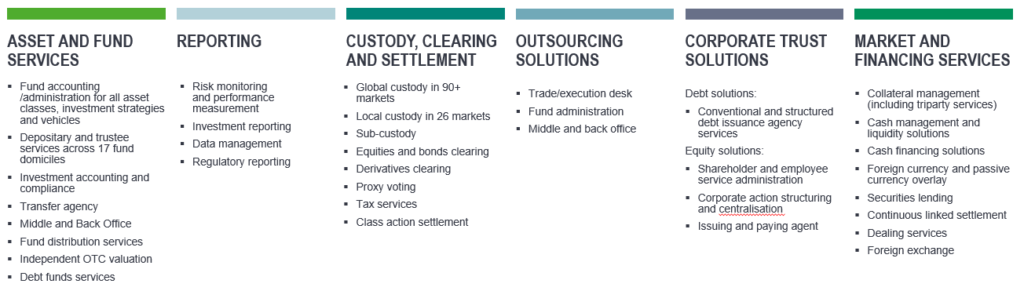 ASSET AND FUND
SERVICES
▪ Fund accounting
/administration for all asset
classes, investment strategies
and vehicles
▪ Depositary and trustee
services across 17 fund
domiciles
▪ Investment accounting and
compliance
▪ Transfer agency
▪ Middle and Back Office
▪ Fund distribution services
▪ Independent OTC valuation
▪ Debt funds services
REPORTING
▪ Risk monitoring
and performance
measurement
▪ Investment reporting
▪ Data management
▪ Regulatory reporting
CUSTODY, CLEARING
AND SETTLEMENT
▪ Global custody in 90+
markets
▪ Local custody in 26 markets
▪ Sub-custody
▪ Equities and bonds clearing
▪ Derivatives clearing
▪ Proxy voting
▪ Tax services
▪ Class action settlement
OUTSOURCING
SOLUTIONS
▪ Trade/execution desk
▪ Fund administration
▪ Middle and back office
CORPORATE TRUST
SOLUTIONS
Debt solutions:
▪ Conventional and structured
debt issuance agency
services
Equity solutions:
▪ Shareholder and employee
service administration
▪ Corporate action structuring
and centralisation
▪ Issuing and paying agent
MARKET AND
FINANCING SERVICES
▪ Collateral management
(including triparty services)
▪ Cash management and
liquidity solutions
▪ Cash financing solutions
▪ Foreign currency and passive
currency overlay
▪ Securities lending
▪ Continuous linked settlement
▪ Dealing services
▪ Foreign exchange